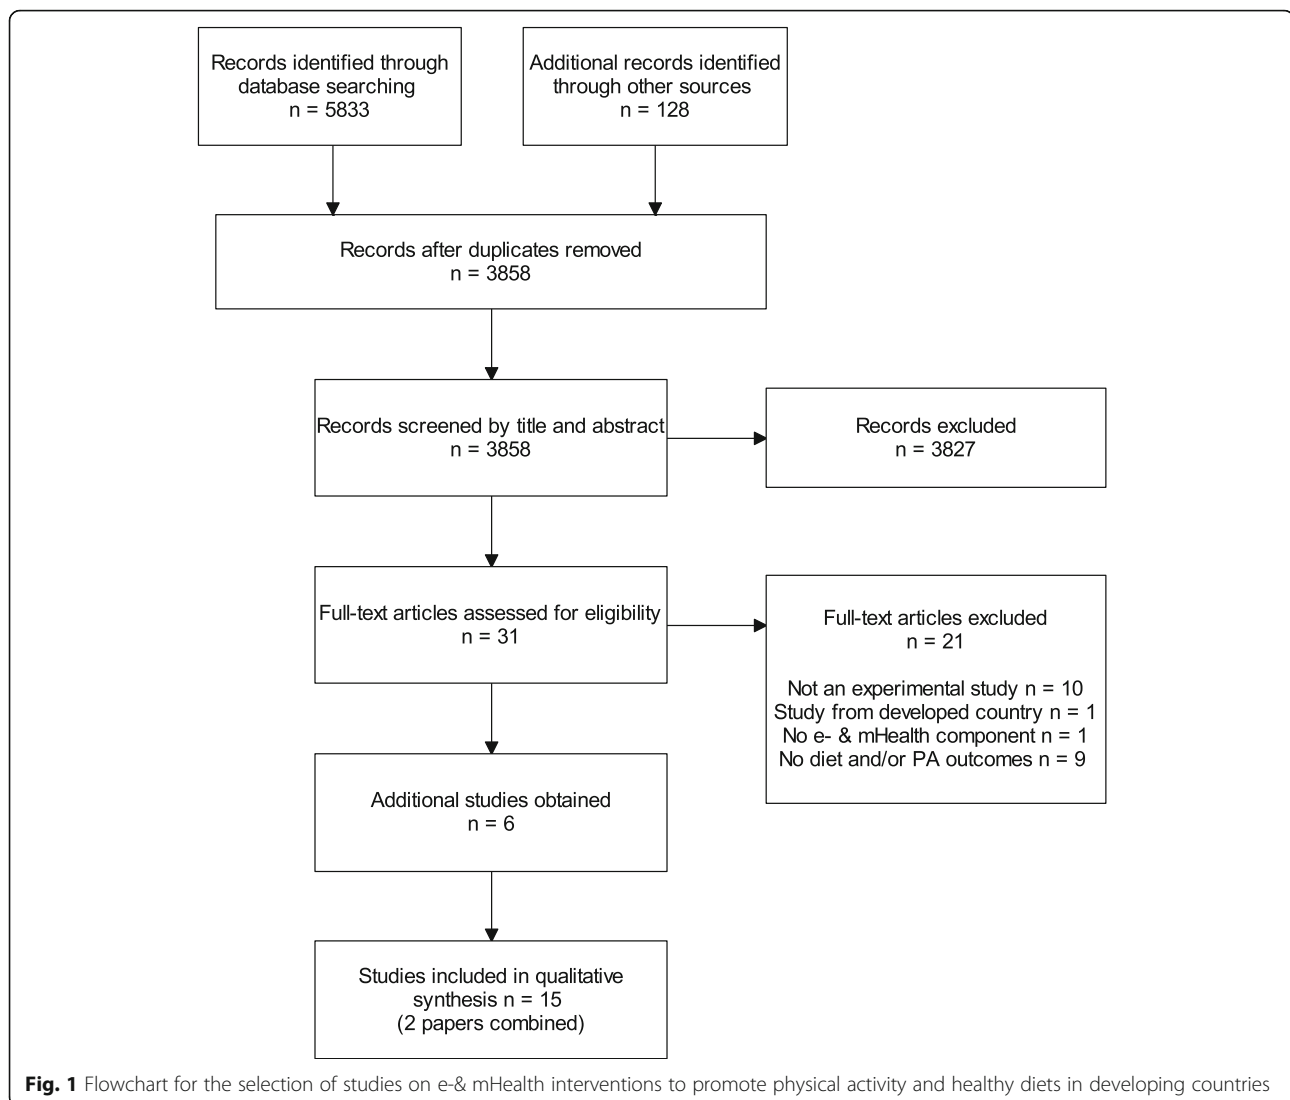 Records identified through
database searching
n = 5833
Additional records identified
through other sources
n = 128
Records after duplicates removed
n = 3858
Records screened by title and abstract
n = 3858
Records excluded
n = 3827
Full-text articles assessed for eligibility
n = 31
Full-text articles excluded
n = 21
Not an experimental study n = 10
Study from developed country n = 1
No e- & mHealth component n = 1
No diet and/or PA outcomes n = 9
Additional studies obtained
n = 6
Studies included in qualitative
synthesis n = 15
(2 papers combined)
Fig. 1 Flowchart for the selection of studies on e-& mHealth interventions to promote physical activity and healthy diets in developing countries